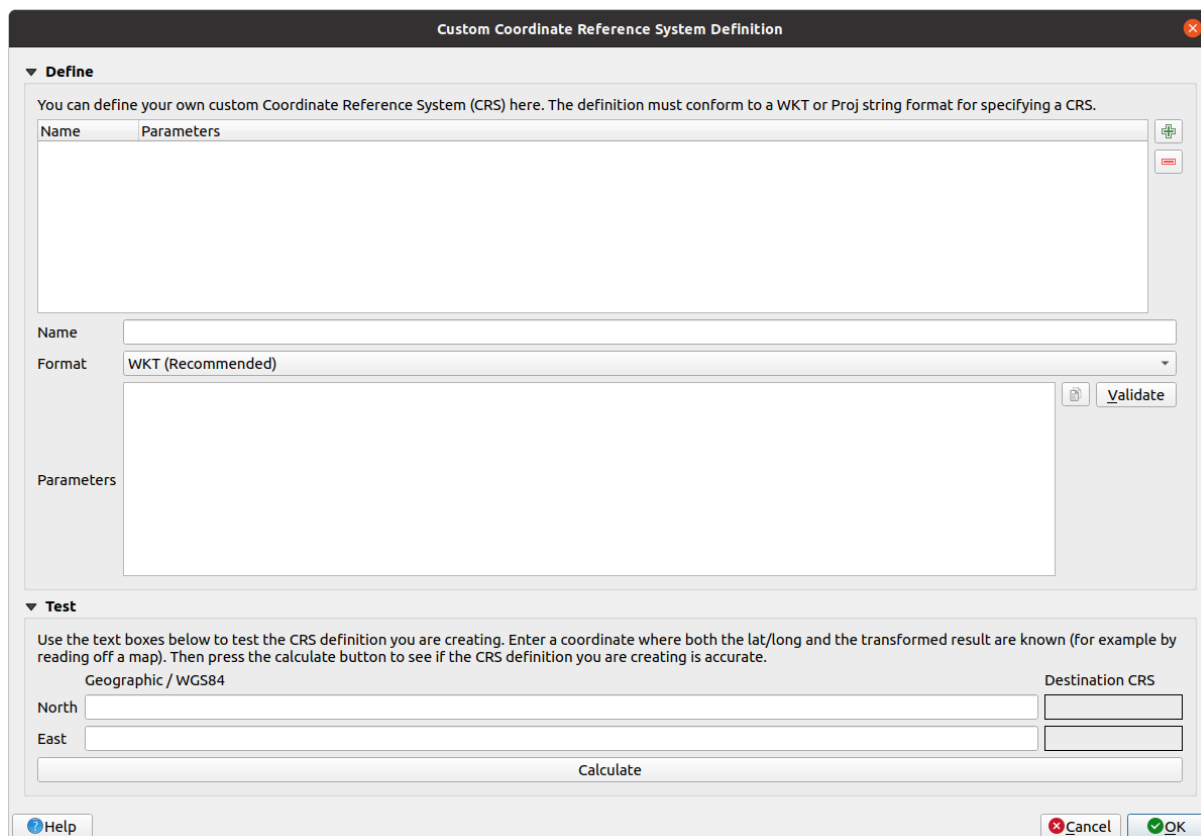 Custom Coordinate Reference System Definition
Define
You can define your own custom Coordinate Reference System (CRS) here. The definition must conform to a WKT or Proj string format for specifying a CRS.
Name Parameters
Name
Format WKT (Recommended)
Validate
Parameters
Test
Use the text boxes below to test the CRS definition you are creating. Enter a coordinate where both the lat/long and the transformed result are known (for example by
reading off a map). Then press the calculate button to see if the CRS definition you are creating is accurate.
Geographic / WGS84 Destination CRS
North
East
Calculate
Help Cancel OK